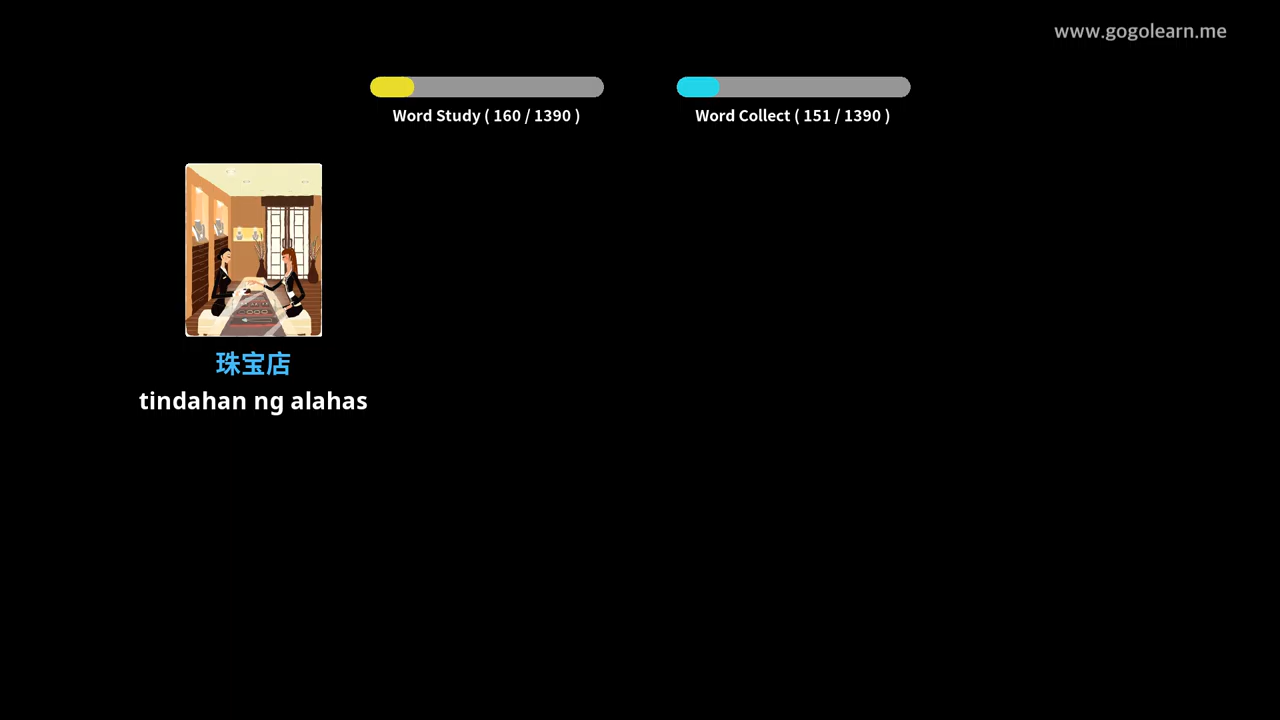 www.gogolearn.me
Word Study ( 160 / 1390 )
Word Collect ( 151 / 1390 )
珠宝店
tindahan ng alahas